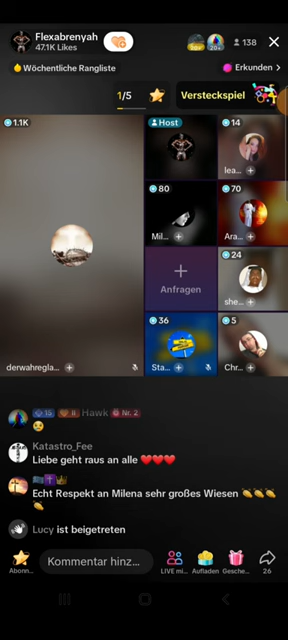 Flexabrenyah
47.1K Likes
20+
138
Wöchentliche Rangliste
Erkunden >
1/5
Versteckspiel
1.1K
Host
14
lea...
80
70
Mil...
Ara...
24
Anfragen
she...
36
5
derwahregla...
Sta...
Chr...
15
Hawk
Nr. 2
Katastro_Fee
Liebe geht raus an alle ❤️❤️❤️
Echt Respekt an Milena sehr großes Wiesen
Lucy ist beigetreten
Kommentar hinz...
Abonn...
LIVE mi...
Aufladen
Gesche...
26